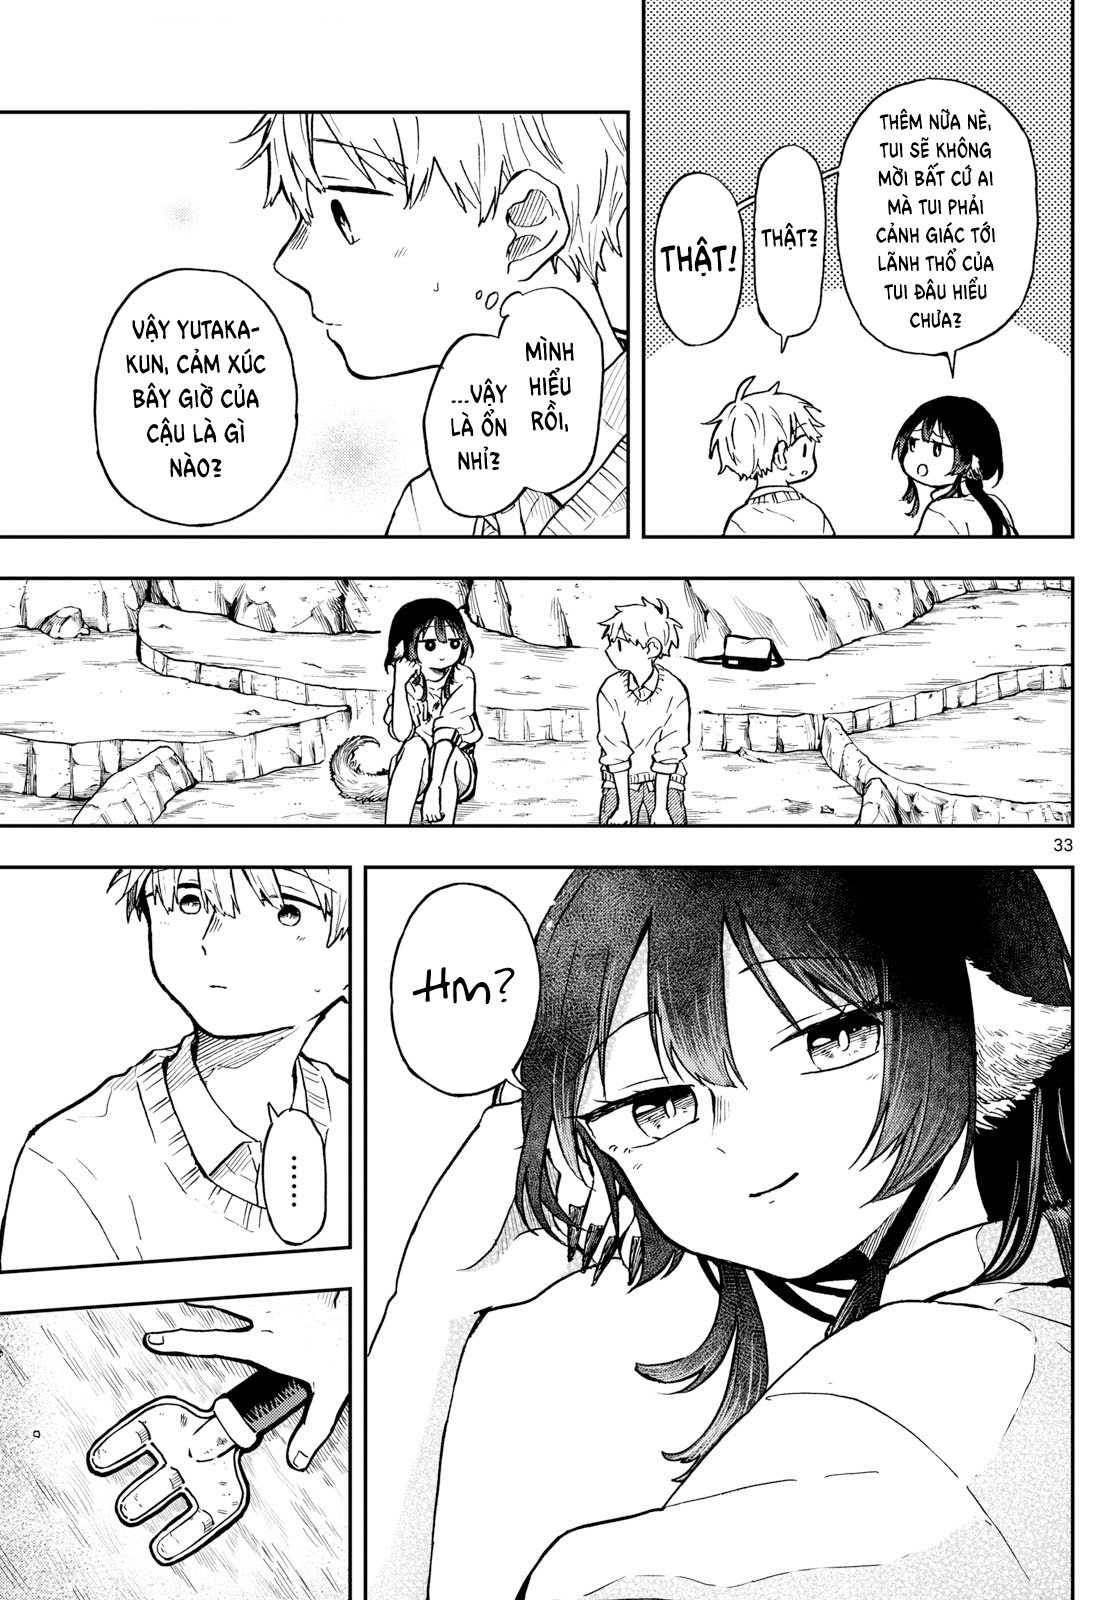 THÊM NỮA NÈ,
TUI SẼ KHÔNG
MỜI BẤT CỨ AI
MÀ TUI PHẢI
CẢNH GIÁC TỚI
LÃNH THỔ CỦA
TUI ĐÂU HIỂU
CHƯA?
THẬT?
THẬT!
MÌNH
HIỂU
RỒI,
...VẬY
LÀ ỔN
NHỈ?
VẬY YUTAKA-
KUN, CẢM XÚC
BÂY GIỜ CỦA
CẬU LÀ GÌ
NÀO?
33
HM?
........